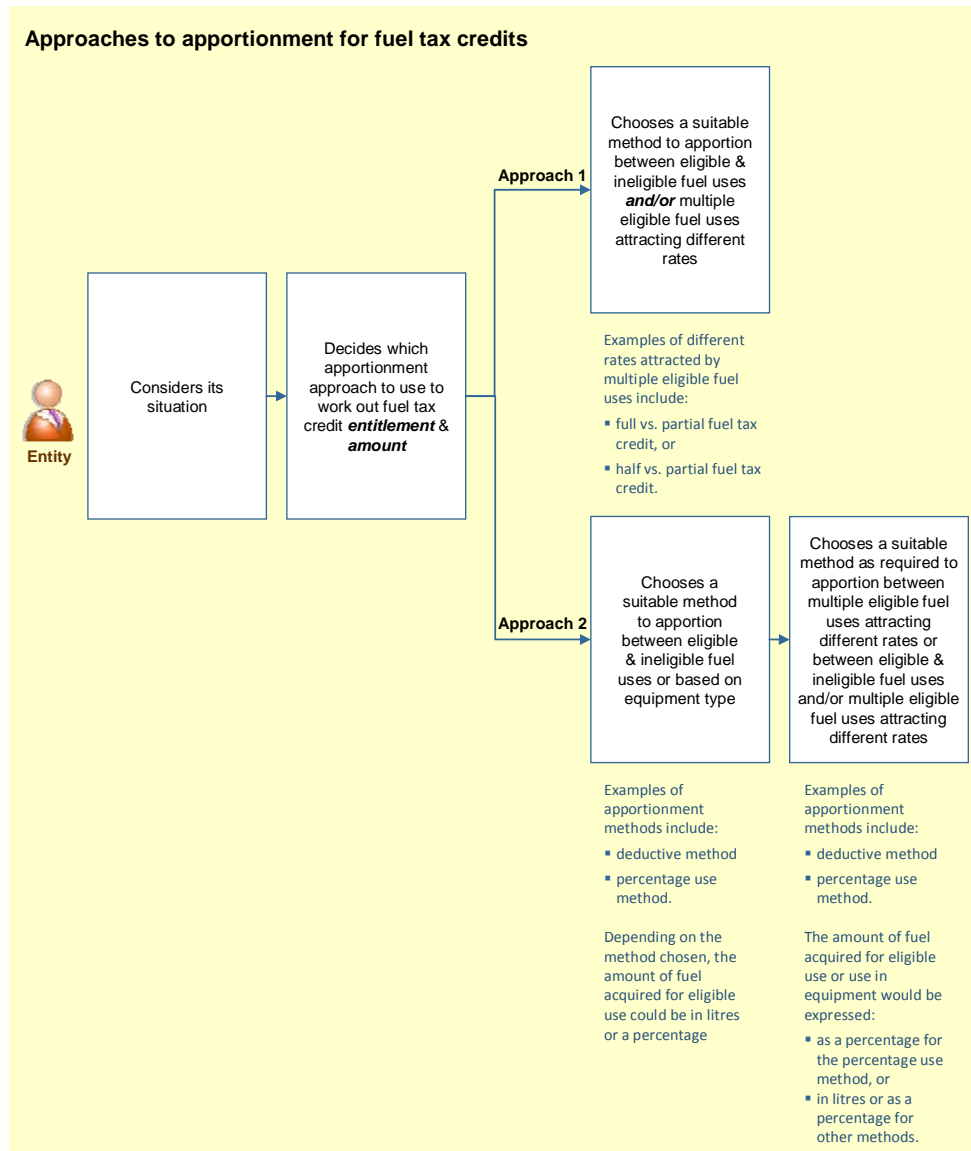 Approaches to apportionment for fuel tax credits
Entity
Considers its
situation
Decides which
apportionment
approach to use to
work out fuel tax
credit entitlement &
amount
Approach 1
Chooses a suitable
method to apportion
between eligible &
ineligible fuel uses
and/or multiple
eligible fuel uses
attracting different
rates
Examples of different
rates attracted by
multiple eligible fuel
uses include:
▪ full vs. partial fuel tax
credit, or
▪ half vs. partial fuel tax
credit.
Approach 2
Chooses a
suitable method
to apportion
between eligible
& ineligible fuel
uses or based on
equipment type
Examples of
apportionment
methods include:
▪ deductive method
▪ percentage use
method.
Depending on the
method chosen, the
amount of fuel
acquired for eligible
use could be in litres
or a percentage
Chooses a suitable
method as required to
apportion between
multiple eligible fuel
uses attracting
different rates or
between eligible &
ineligible fuel uses
and/or multiple eligible
fuel uses attracting
different rates
Examples of
apportionment
methods include:
▪ deductive method
▪ percentage use
method.
The amount of fuel
acquired for eligible
use or use in
equipment would be
expressed:
▪ as a percentage for
the percentage use
method, or
▪ in litres or as a
percentage for
other methods.